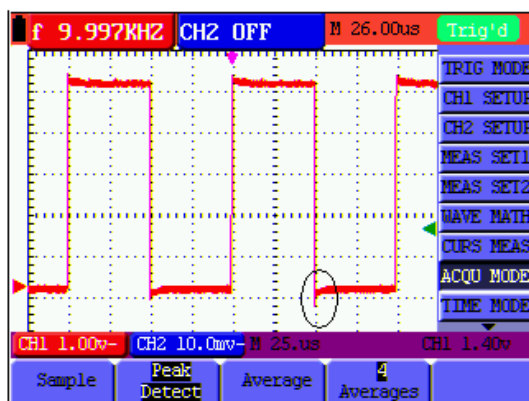 f 9.997KHZ CH2 OFF M 26.00us Trig'd
TRIG MODE
CH1 SETUP
CH2 SETUP
MEAS SET1
MEAS SET2
WAVE MATH
CURS MEAS
ACQU MODE
TIME MODE
CH1 1.00v- CH2 10.0mv- M 25.us CH1 1.40v
Sample Peak Detect Average 4 Averages